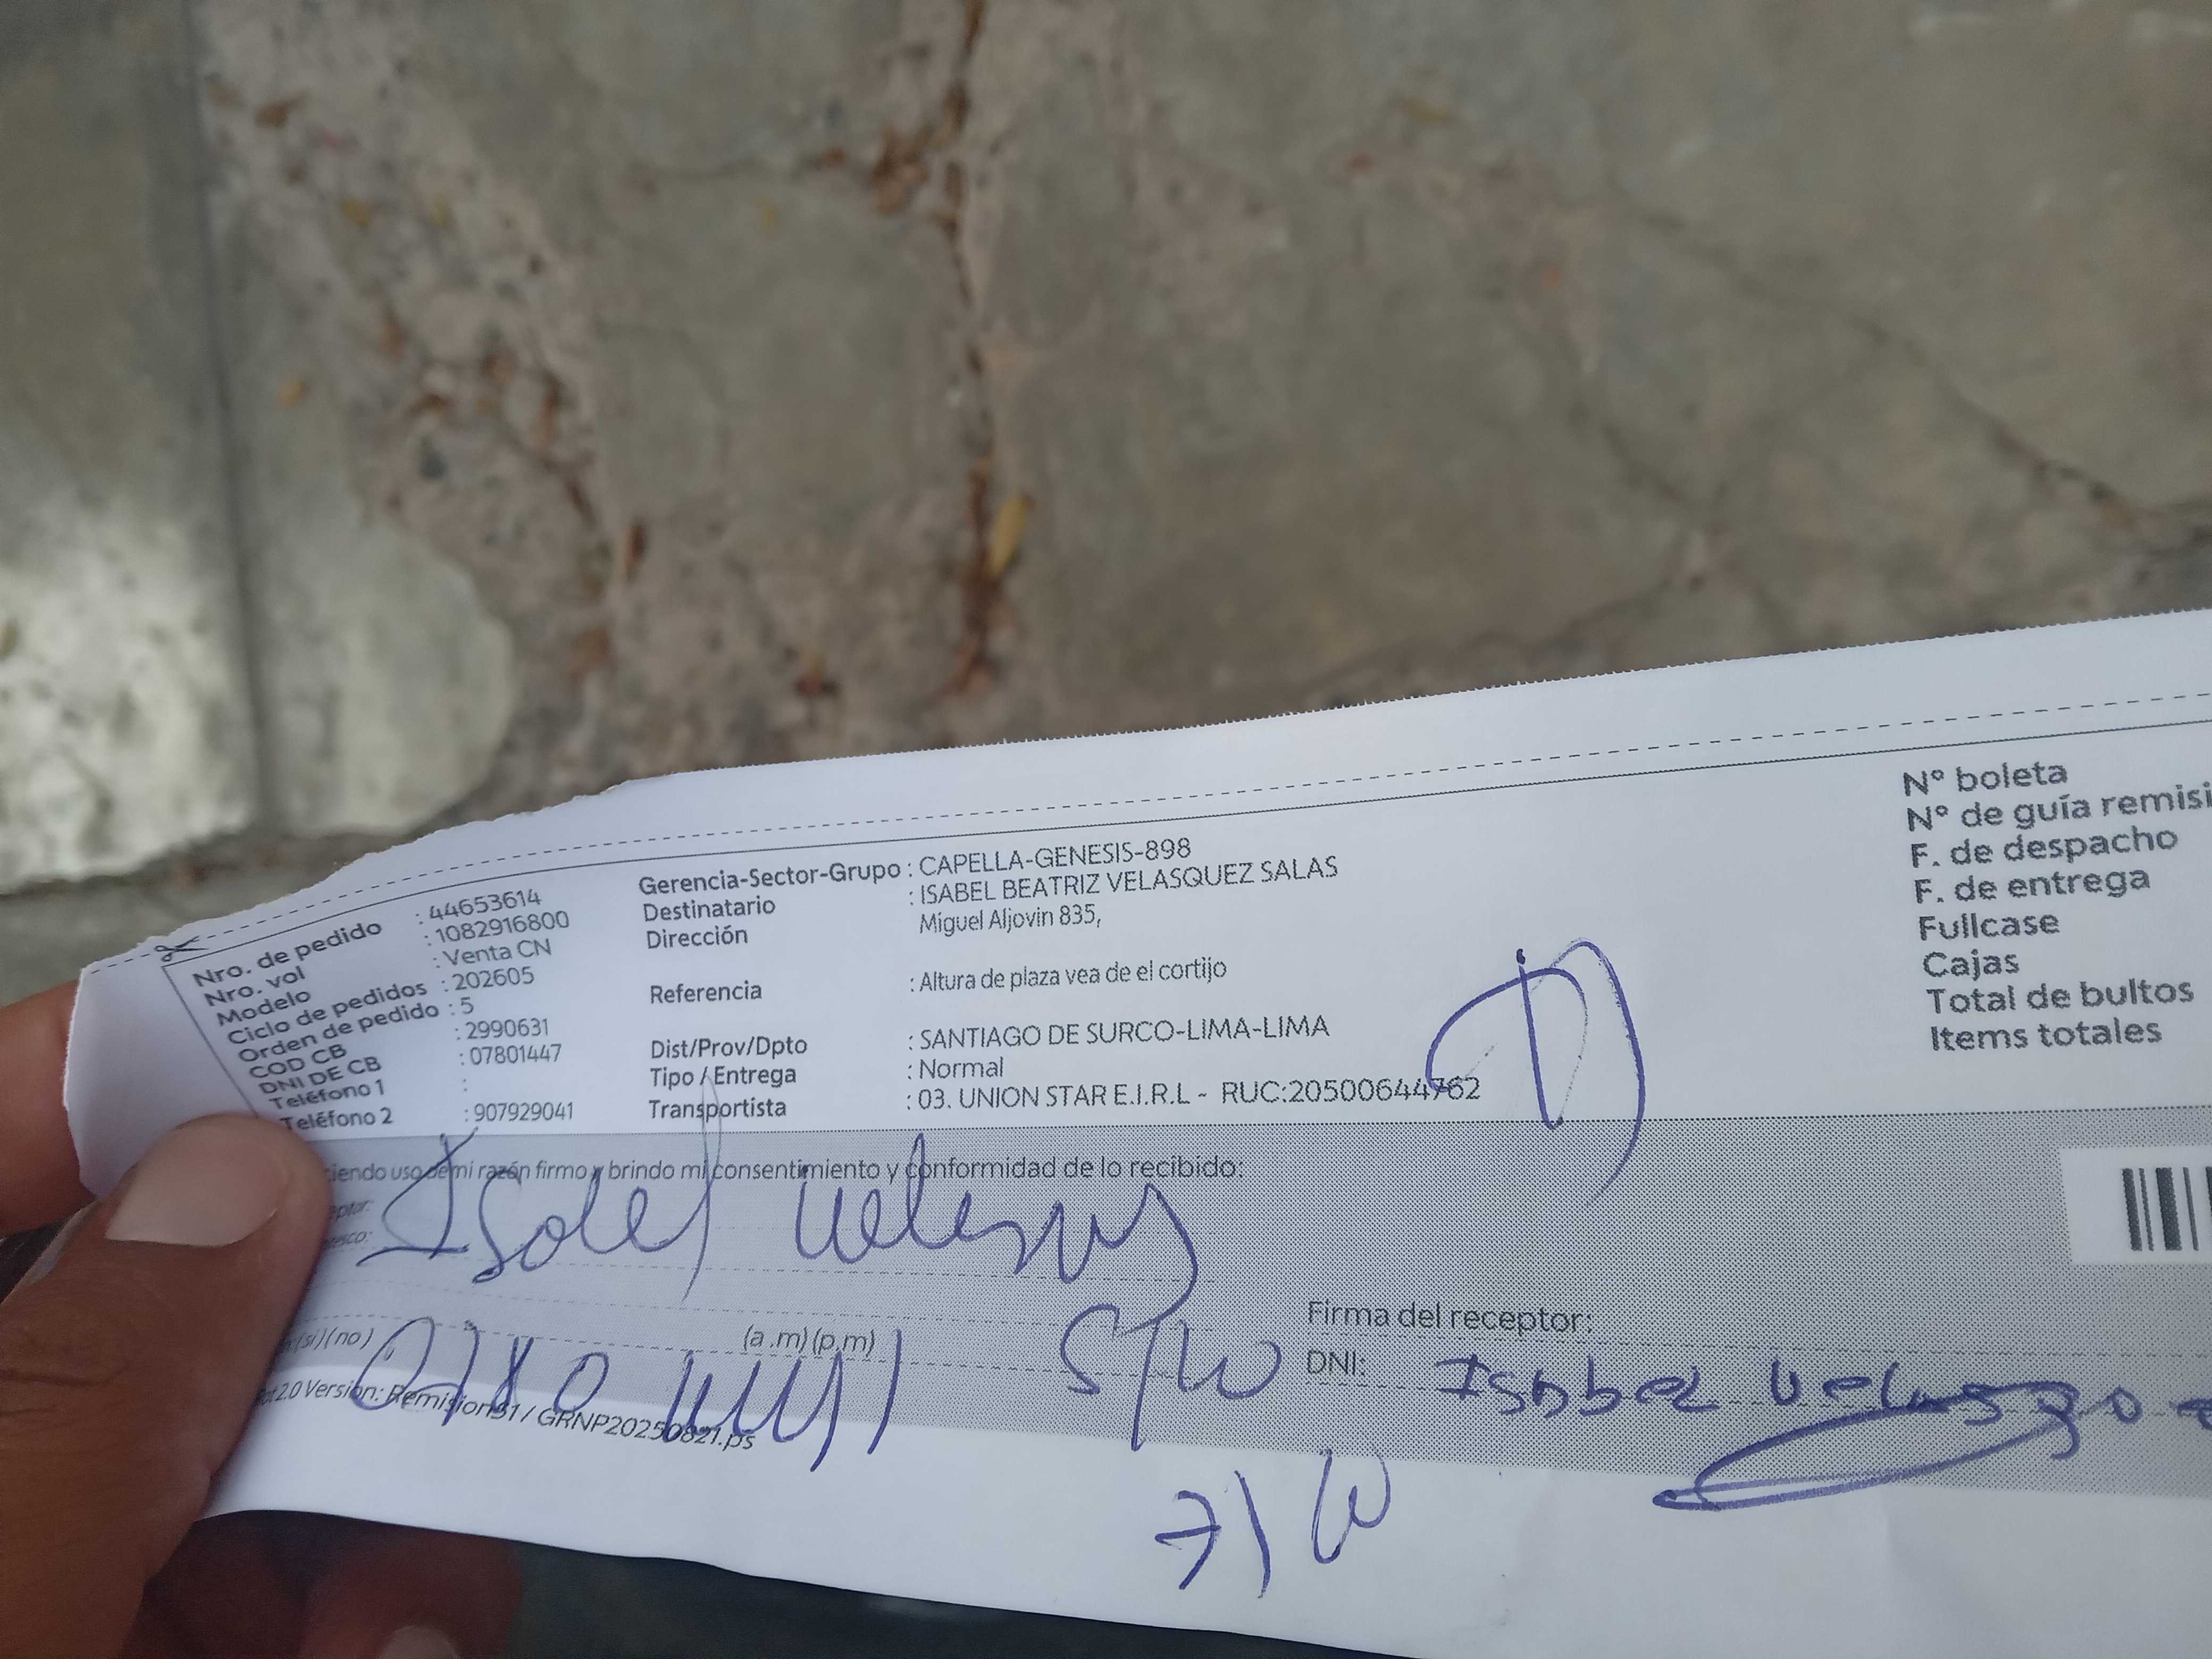 Nro. de pedido : 44653614
Nro. vol : 1082916800
Modelo : Venta CN
Ciclo de pedidos : 202605
Orden de pedido : 5
COD CB : 2990631
DNI DE CB : 07801447
Teléfono 1 :
Teléfono 2 : 907929041
Gerencia-Sector-Grupo : CAPELLA-GENESIS-898
Destinatario : ISABEL BEATRIZ VELASQUEZ SALAS
Dirección Miguel Aljovin 835,
Referencia : Altura de plaza vea de el cortijo
Dist/Prov/Dpto : SANTIAGO DE SURCO-LIMA-LIMA
Tipo / Entrega : Normal
Transportista : 03. UNION STAR E.I.R.L - RUC:20500644762
N° boleta
N° de guía remisi
F. de despacho
F. de entrega
Fullcase
Cajas
Total de bultos
Items totales
ciendo uso de mi razón firmo y brindo mi consentimiento y conformidad de lo recibido:
eptor:
esco:
Isabel
(si)(no) (a.m)(p.m)
Firma del receptor:
DNI: Isabel
2.0 Version: Remision31 / GRNP20250821.ps